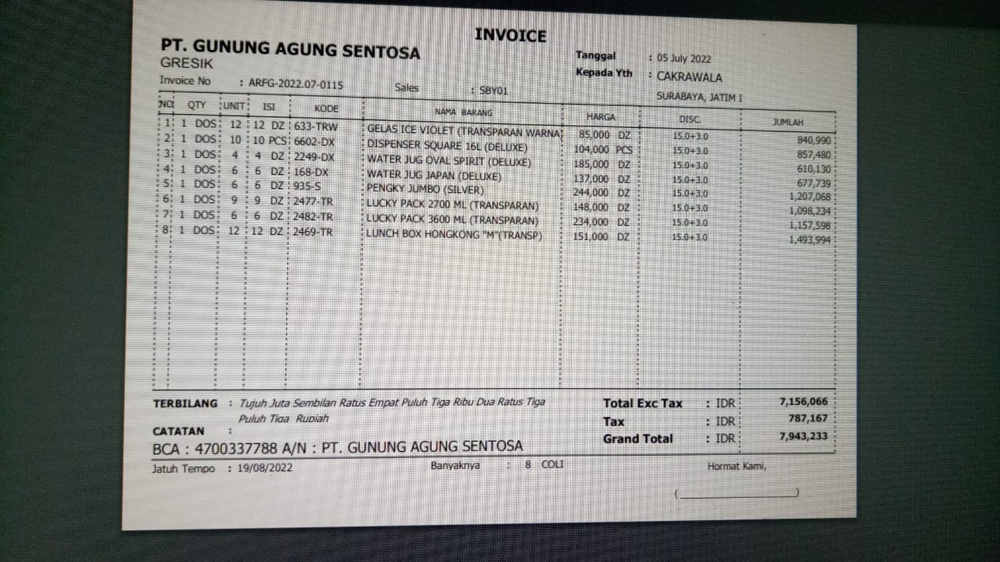 INVOICE
PT. GUNUNG AGUNG SENTOSA
GRESIK
Tanggal : 05 July 2022
Kepada Yth : CAKRAWALA
SURABAYA, JATIM I
Invoice No : ARFG-2022.07-0115 Sales : SBY01
NO QTY UNIT ISI KODE NAMA BARANG HARGA DISC. JUMLAH
1 1 DOS 12 12 DZ 633-TRW GELAS ICE VIOLET (TRANSPARAN WARNA) 85,000 DZ 15.0+3.0 840,990
2 1 DOS 10 10 PCS 6602-DX DISPENSER SQUARE 16L (DELUXE) 104,000 PCS 15.0+3.0 857,480
3 1 DOS 4 4 DZ 2249-DX WATER JUG OVAL SPIRIT (DELUXE) 185,000 DZ 15.0+3.0 610,130
4 1 DOS 6 6 DZ 168-DX WATER JUG JAPAN (DELUXE) 137,000 DZ 15.0+3.0 677,739
5 1 DOS 6 6 DZ 935-S PENGKY JUMBO (SILVER) 244,000 DZ 15.0+3.0 1,207,068
6 1 DOS 9 9 DZ 2477-TR LUCKY PACK 2700 ML (TRANSPARAN) 148,000 DZ 15.0+3.0 1,098,234
7 1 DOS 6 6 DZ 2482-TR LUCKY PACK 3600 ML (TRANSPARAN) 234,000 DZ 15.0+3.0 1,157,598
8 1 DOS 12 12 DZ 2469-TR LUNCH BOX HONGKONG "M"(TRANSP) 151,000 DZ 15.0+3.0 1,493,994
TERBILANG : Tujuh Juta Sembilan Ratus Empat Puluh Tiga Ribu Dua Ratus Tiga
Puluh Tiga Rupiah
Total Exc Tax : IDR 7,156,066
Tax : IDR 787,167
Grand Total : IDR 7,943,233
CATATAN :
BCA : 4700337788 A/N : PT. GUNUNG AGUNG SENTOSA
Jatuh Tempo : 19/08/2022 Banyaknya : 8 COLI Hormat Kami,
( )